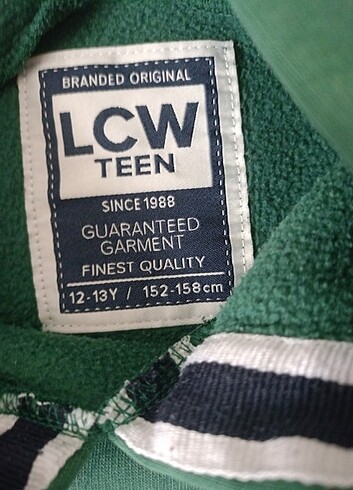 BRANDED ORIGINAL
LCW
TEEN
SINCE 1988
GUARANTEED
GARMENT
FINEST QUALITY
12-13Y / 152-158cm